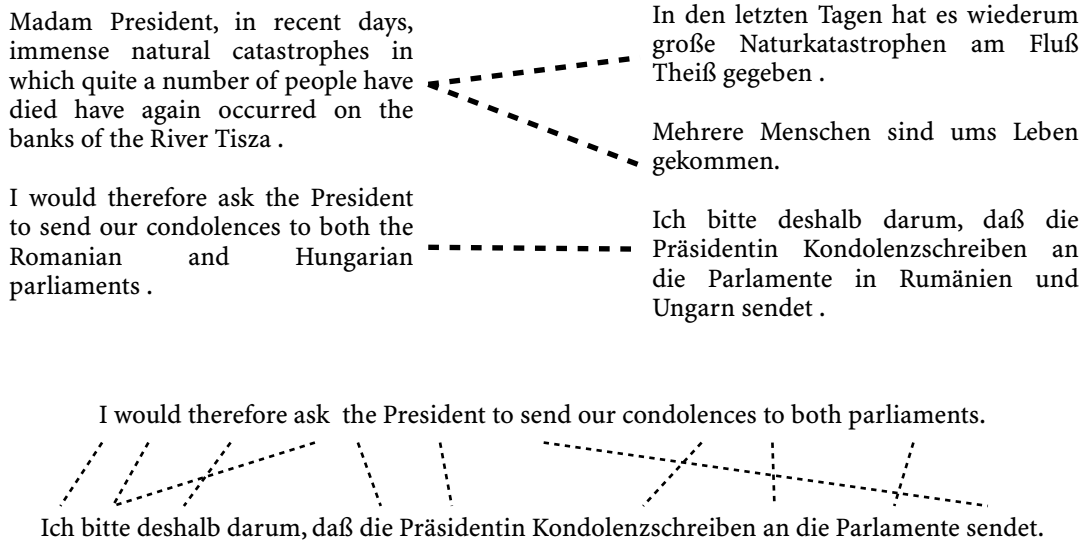 Madam President, in recent days,
immense natural catastrophes in
which quite a number of people have
died have again occurred on the
banks of the River Tisza .
I would therefore ask the President
to send our condolences to both the
Romanian and Hungarian
parliaments .
In den letzten Tagen hat es wiederum
große Naturkatastrophen am Fluß
Theiß gegeben .
Mehrere Menschen sind ums Leben
gekommen.
Ich bitte deshalb darum, daß die
Präsidentin Kondolenzschreiben an
die Parlamente in Rumänien und
Ungarn sendet .
I would therefore ask the President to send our condolences to both parliaments.
Ich bitte deshalb darum, daß die Präsidentin Kondolenzschreiben an die Parlamente sendet.